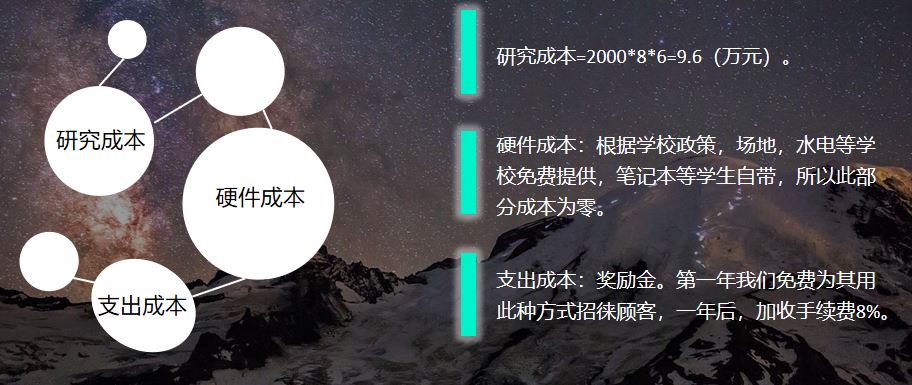 研究成本
硬件成本
支出成本
研究成本=2000*8*6=9.6（万元）。
硬件成本：根据学校政策，场地，水电等学
校免费提供，笔记本等学生自带，所以此部
分成本为零。
支出成本：奖励金。第一年我们免费为其用
此种方式招徕顾客，一年后，加收手续费8%。